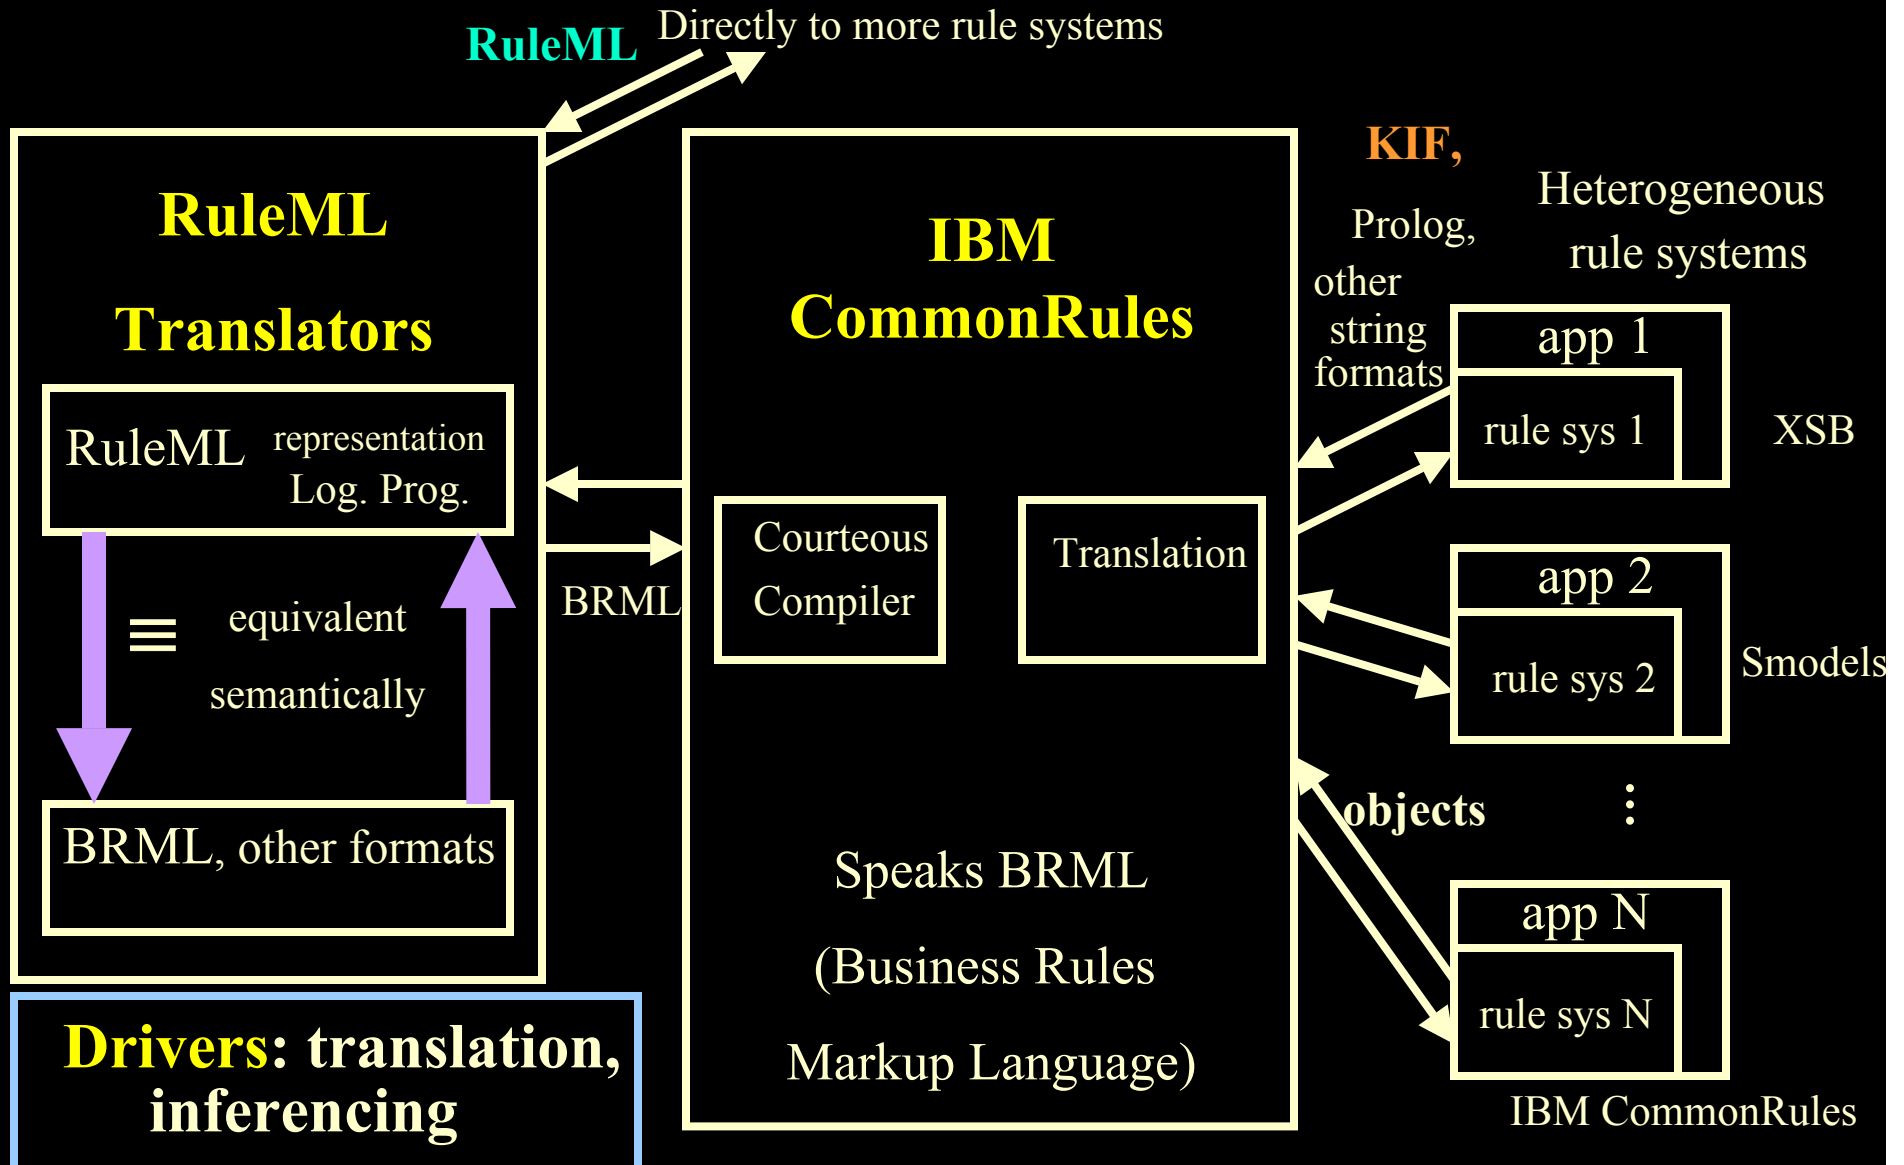 RuleML
Directly to more rule systems
RuleML
Translators
RuleML representation
Log. Prog.
≡ equivalent
semantically
BRML, other formats
Drivers: translation,
inferencing
BRML
IBM
CommonRules
Courteous
Compiler
Translation
Speaks BRML
(Business Rules
Markup Language)
KIF,
Prolog,
other
string
formats
objects
Heterogeneous
rule systems
app 1
rule sys 1
XSB
app 2
rule sys 2
Smodels
⋮
app N
rule sys N
IBM CommonRules